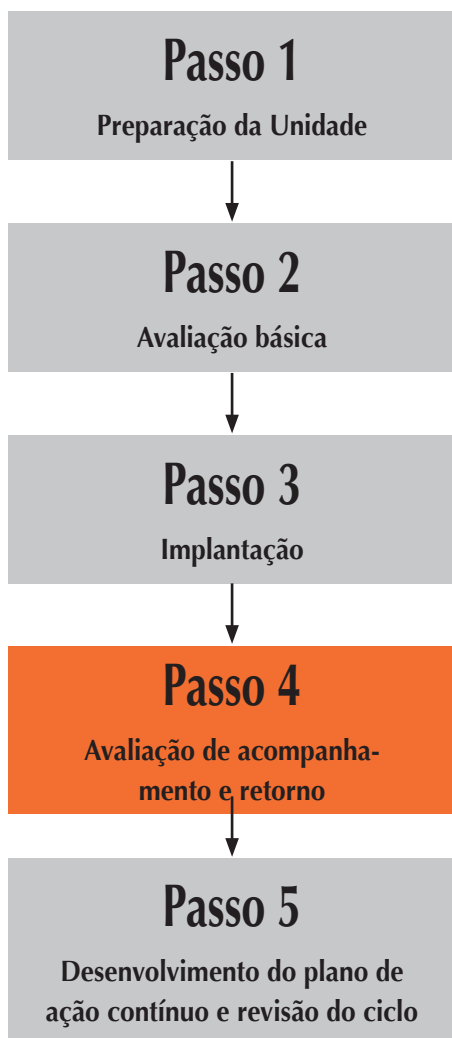 Passo 1
Preparação da Unidade
Passo 2
Avaliação básica
Passo 3
Implantação
Passo 4
Avaliação de acompanha-
mento e retorno
Passo 5
Desenvolvimento do plano de
ação contínuo e revisão do ciclo